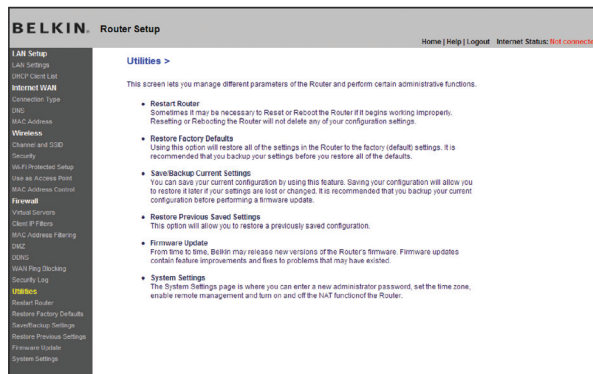 BELKIN. Router Setup
Home | Help | Logout Internet Status: Not connected
LAN Setup
LAN Settings
DHCP Client List
Internet WAN
Connection Type
DNS
MAC Address
Wireless
Channel and SSID
Security
Wi-Fi Protected Setup
Use as Access Point
MAC Address Control
Firewall
Virtual Servers
Client IP Filters
MAC Address Filtering
DMZ
DDNS
WAN Ping Blocking
Security Log
Utilities
Restart Router
Restore Factory Defaults
Save/Backup Settings
Restore Previous Settings
Firmware Update
System Settings
Utilities >
This screen lets you manage different parameters of the Router and perform certain administrative functions.
• Restart Router
Sometimes it may be necessary to Reset or Reboot the Router if it begins working improperly.
Resetting or Rebooting the Router will not delete any of your configuration settings.
• Restore Factory Defaults
Using this option will restore all of the settings in the Router to the factory (default) settings. It is
recommended that you backup your settings before you restore all of the defaults.
• Save/Backup Current Settings
You can save your current configuration by using this feature. Saving your configuration will allow you
to restore it later if your settings are lost or changed. It is recommended that you backup your current
configuration before performing a firmware update.
• Restore Previous Saved Settings
This option will allow you to restore a previously saved configuration.
• Firmware Update
From time to time, Belkin may release new versions of the Router's firmware. Firmware updates
contain feature improvements and fixes to problems that may have existed.
• System Settings
The System Settings page is where you can enter a new administrator password, set the time zone,
enable remote management and turn on and off the NAT functionof the Router.